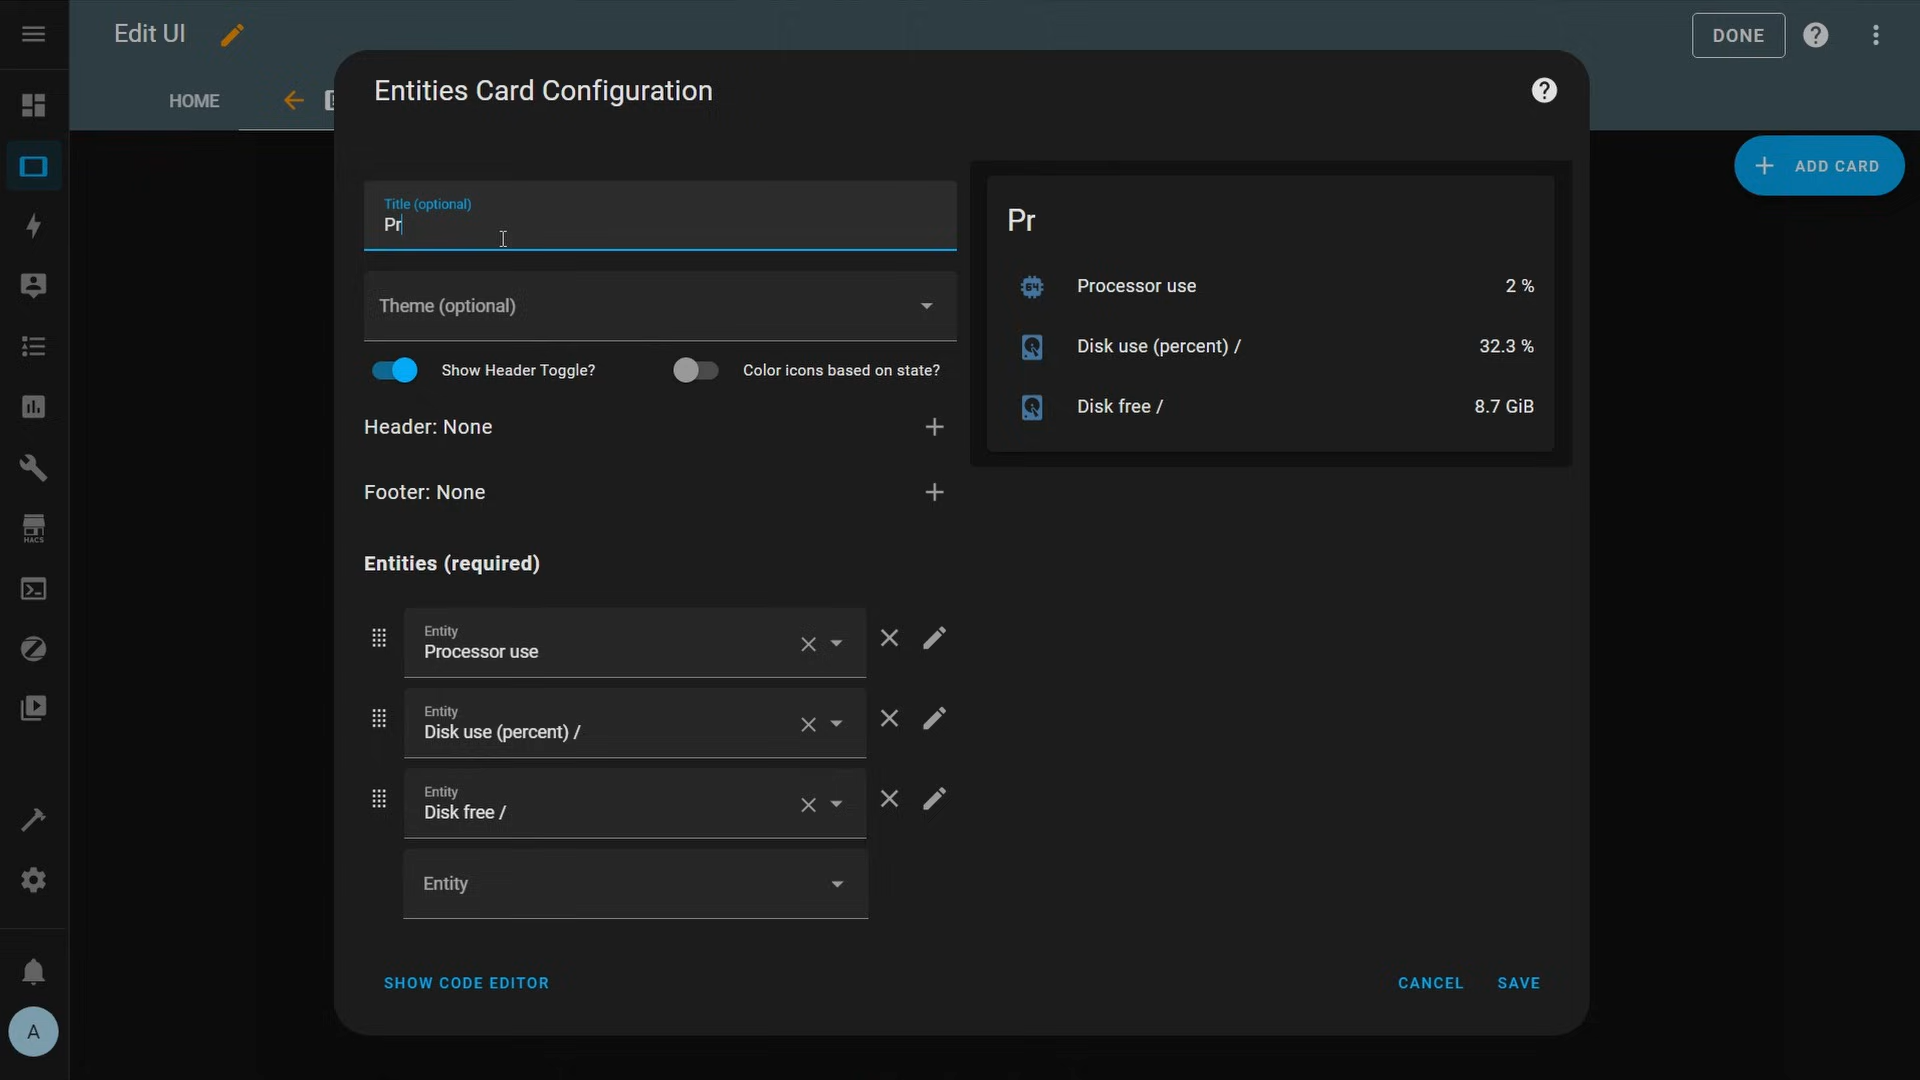 Edit UI
DONE
HOME
Entities Card Configuration
ADD CARD
Title (optional)
Pr
Theme (optional)
Show Header Toggle?
Color icons based on state?
Header: None
Footer: None
Entities (required)
Entity
Processor use
Entity
Disk use (percent) /
Entity
Disk free /
Entity
SHOW CODE EDITOR
CANCEL
SAVE
Pr
64
Processor use
2 %
Disk use (percent) /
32.3 %
Disk free /
8.7 GiB
HACS
A